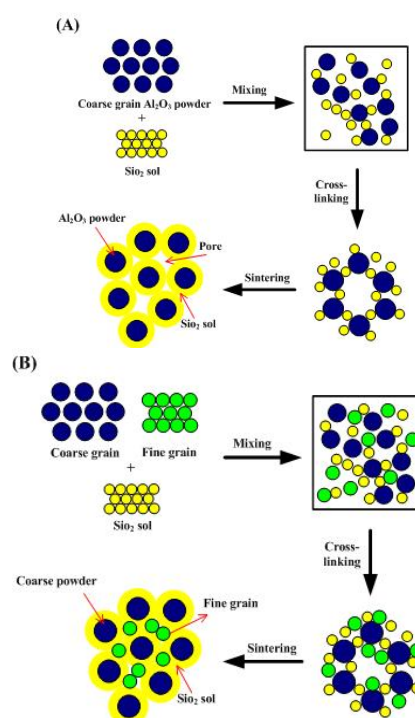 (A)
Mixing
Coarse grain Al₂O₃ powder
+
Sio₂ sol
Cross-
linking
Al₂O₃ powder
Pore
Sintering
Sio₂ sol
(B)
Mixing
Coarse grain Fine grain
+
Sio₂ sol
Cross-
linking
Coarse powder
Fine grain
Sintering
Sio₂ sol